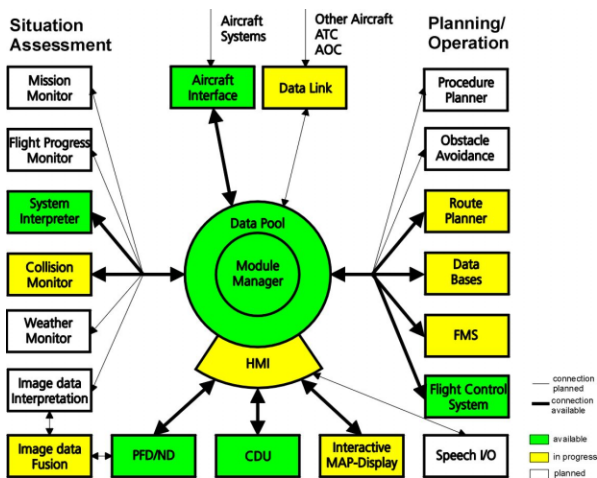 Situation
Assessment
Aircraft
Systems
Other Aircraft
ATC
AOC
Planning/
Operation
Mission
Monitor
Flight Progress
Monitor
System
Interpreter
Collision
Monitor
Weather
Monitor
Image data
Interpretation
Image data
Fusion
Aircraft
Interface
Data Link
Data Pool
Module
Manager
HMI
PFD/ND
CDU
Interactive
MAP-Display
Speech I/O
Procedure
Planner
Obstacle
Avoidance
Route
Planner
Data
Bases
FMS
Flight Control
System
connection
planned
connection
available
available
in progress
planned